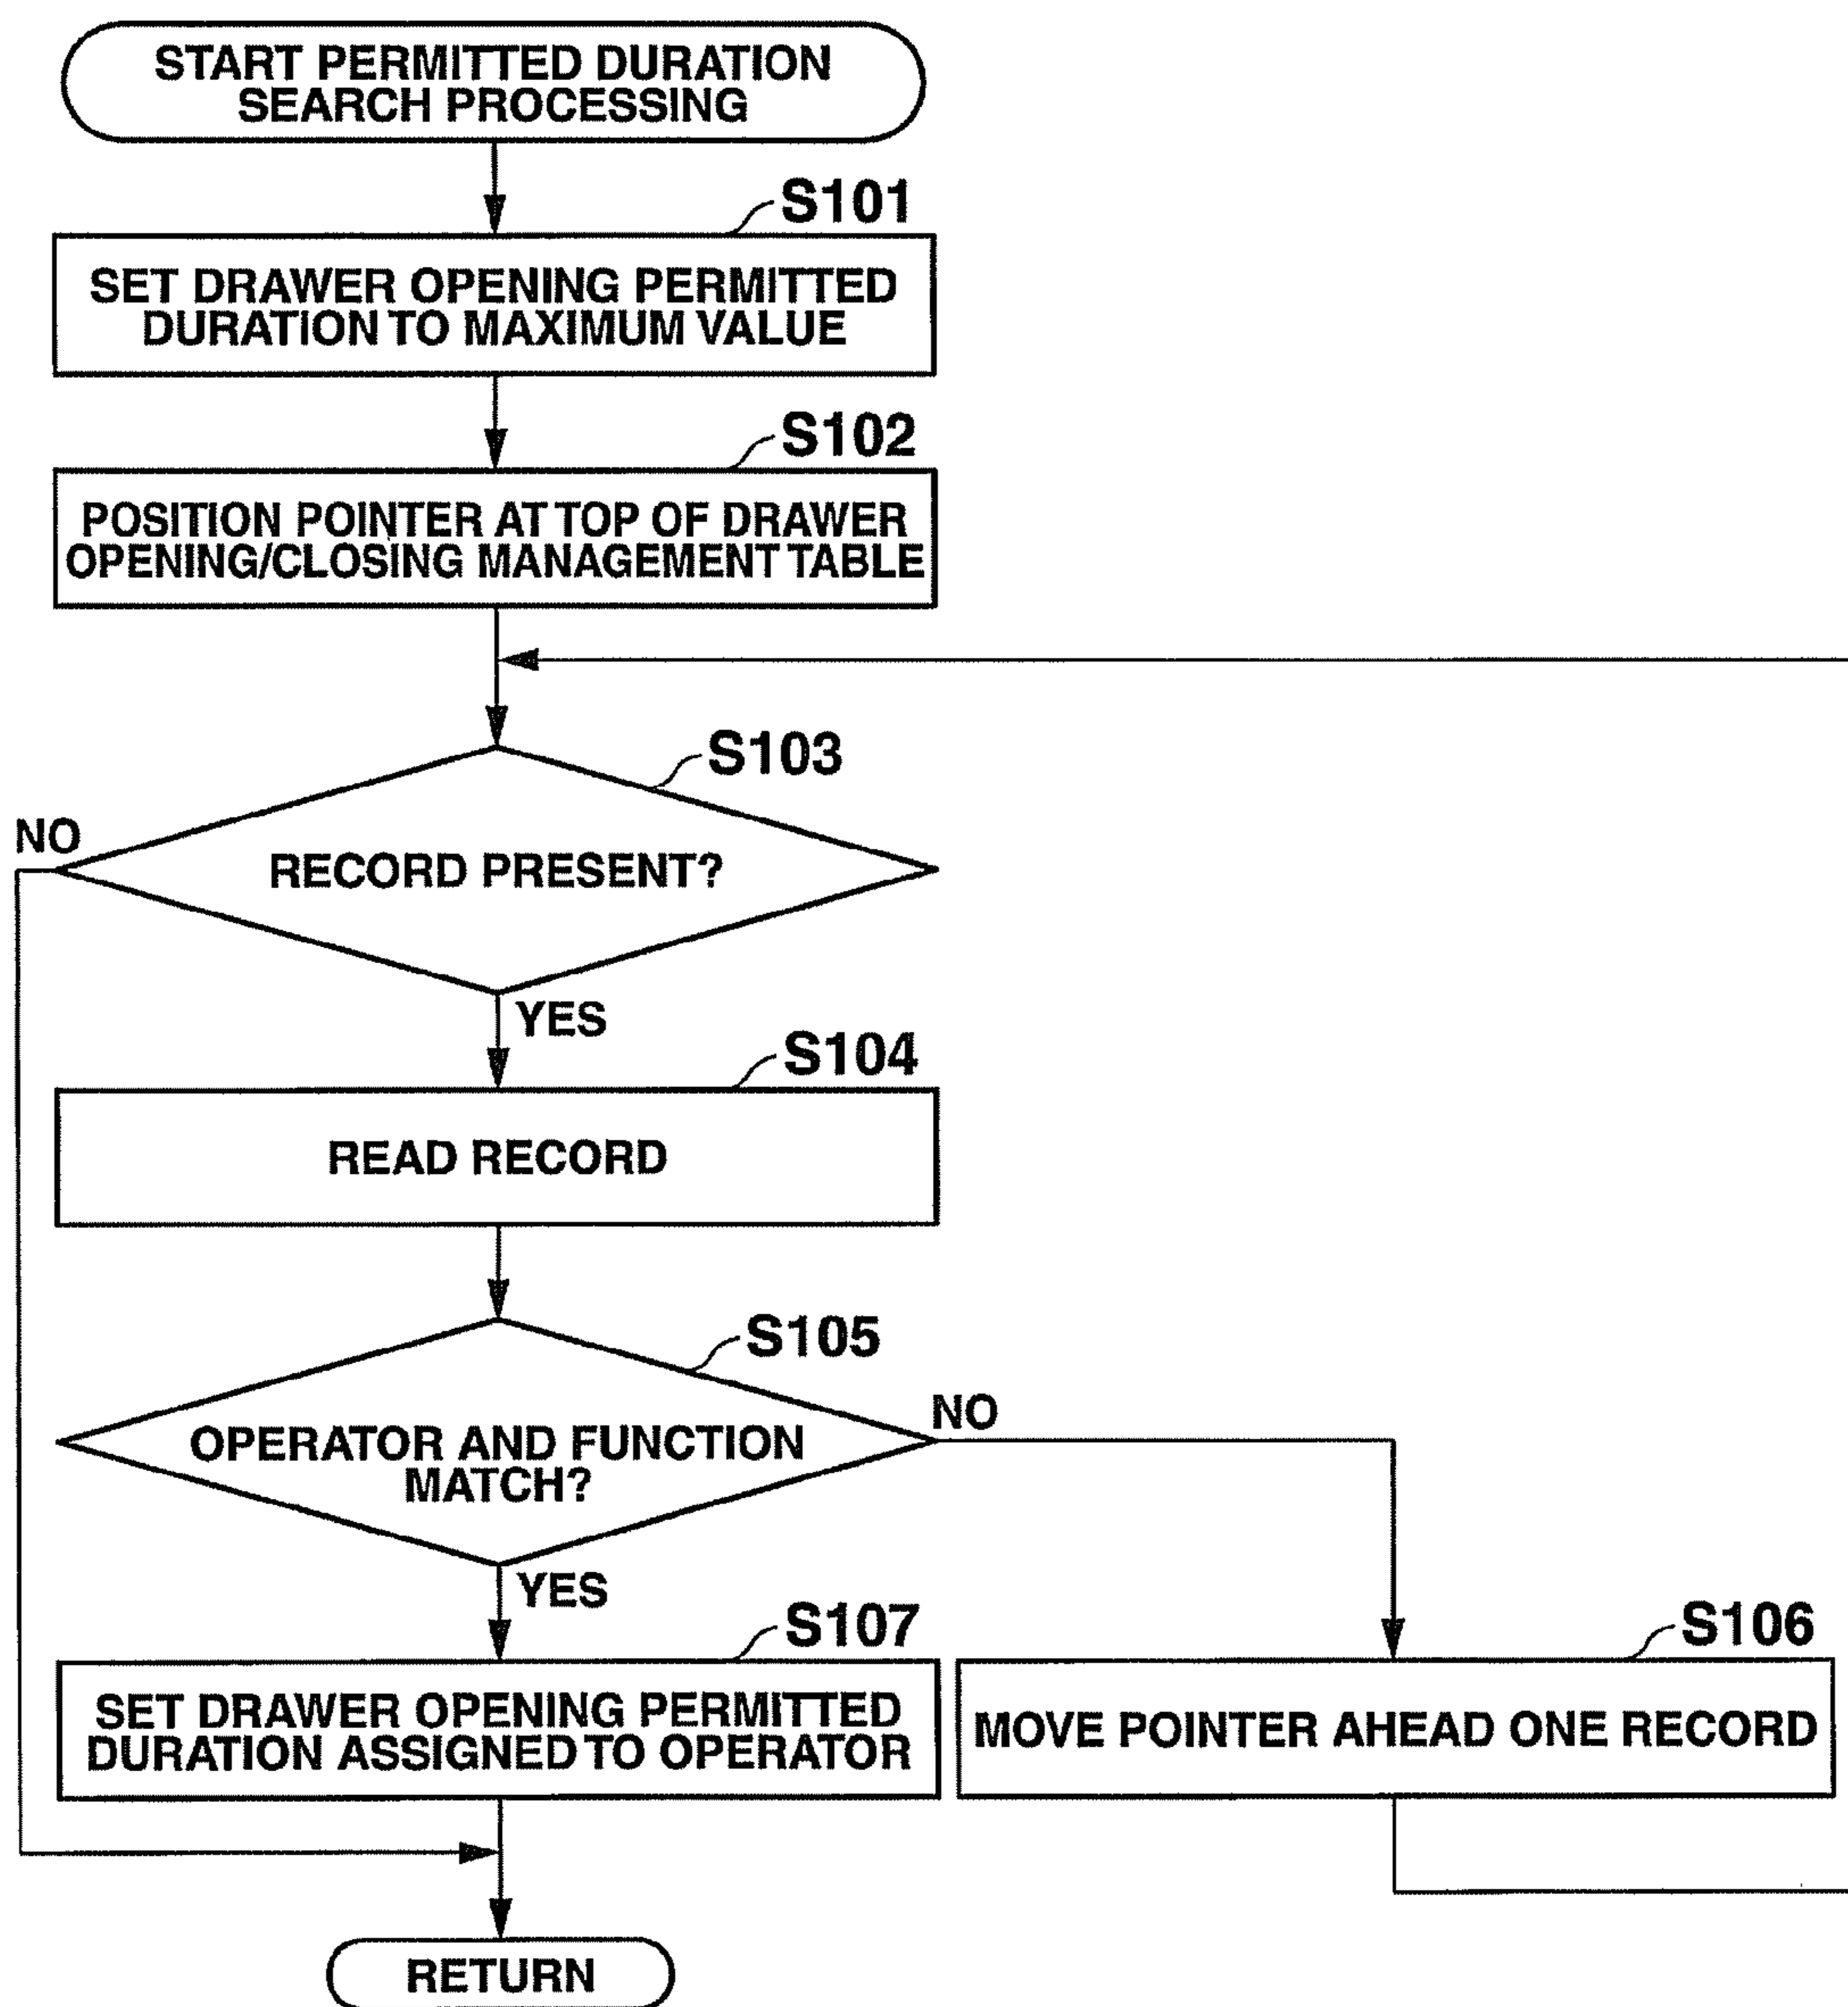 START PERMITTED DURATION
SEARCH PROCESSING
S101
SET DRAWER OPENING PERMITTED
DURATION TO MAXIMUM VALUE
S102
POSITION POINTER AT TOP OF DRAWER
OPENING/CLOSING MANAGEMENT TABLE
S103
NO
RECORD PRESENT?
YES
S104
READ RECORD
S105
NO
OPERATOR AND FUNCTION
MATCH?
YES
S107
SET DRAWER OPENING PERMITTED
DURATION ASSIGNED TO OPERATOR
S106
MOVE POINTER AHEAD ONE RECORD
RETURN